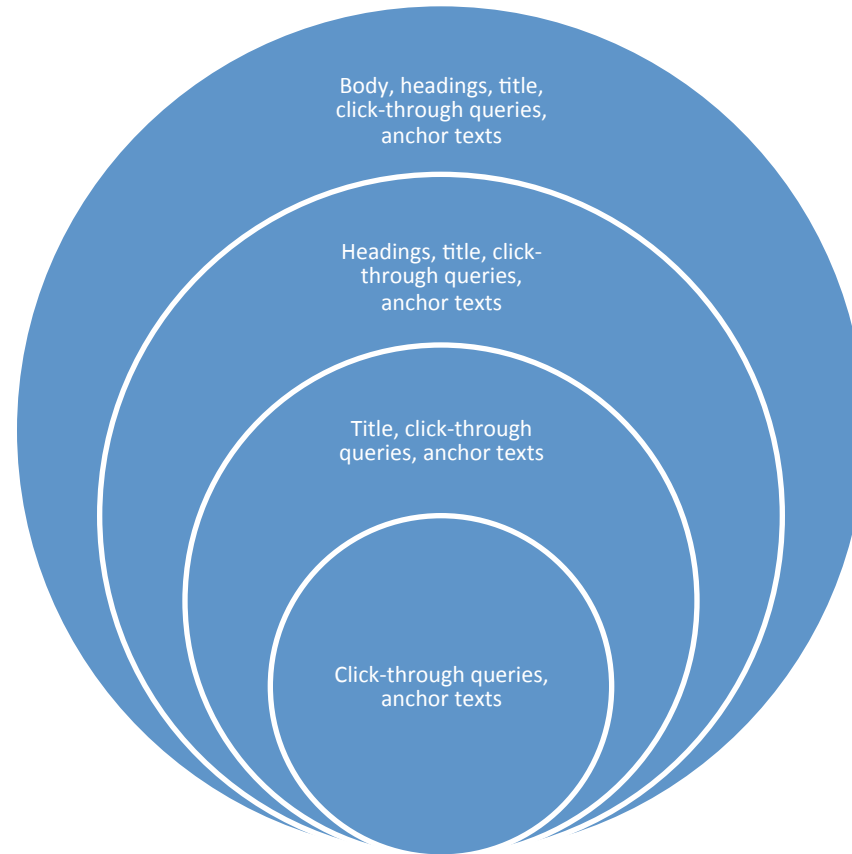 Body, headings, title,
click-through queries,
anchor texts
Headings, title, click-
through queries,
anchor texts
Title, click-through
queries, anchor texts
Click-through queries,
anchor texts